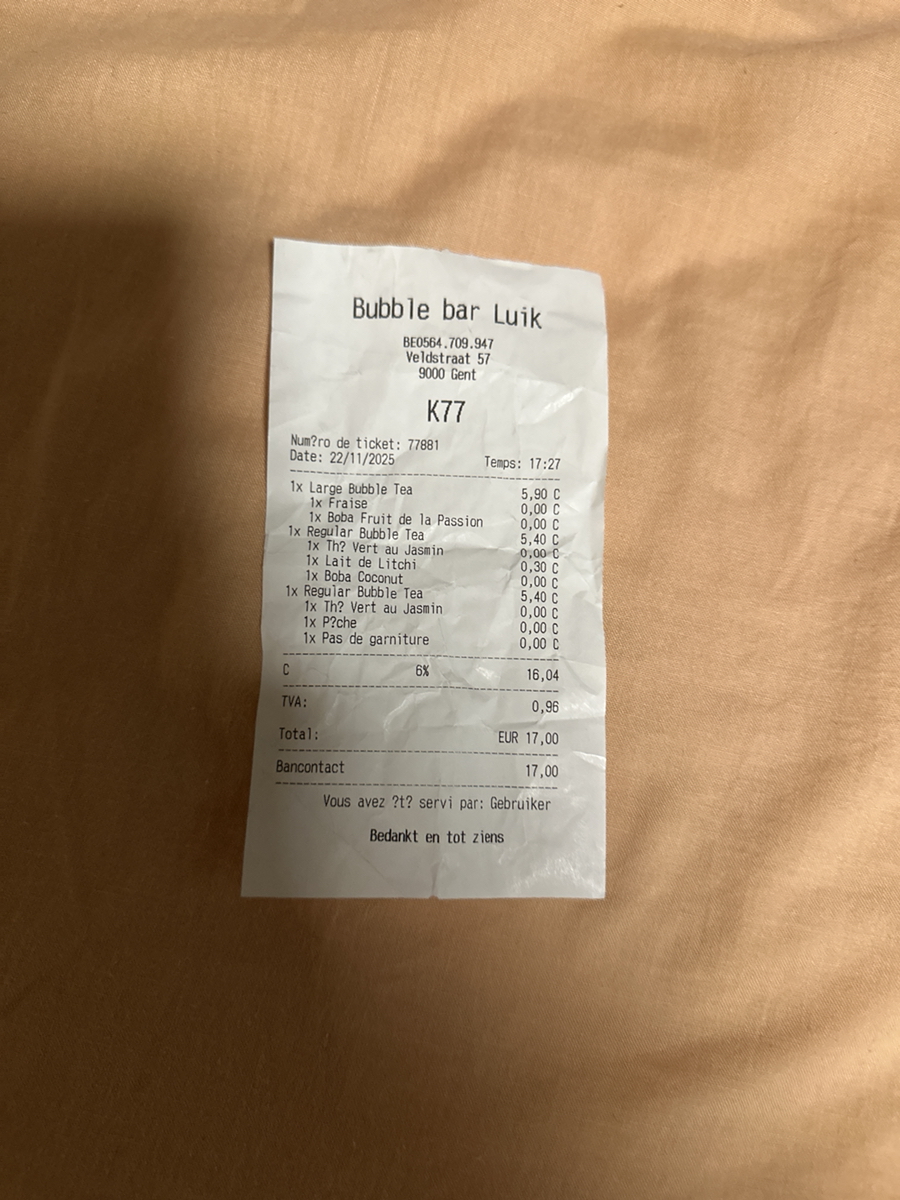 Bubble bar Luik
BE0564.709.947
Veldstraat 57
9000 Gent
K77
Num?ro de ticket: 77881
Date: 22/11/2025 Temps: 17:27
1x Large Bubble Tea 5,90 C
1x Fraise 0,00 C
1x Boba Fruit de la Passion 0,00 C
1x Regular Bubble Tea 5,40 C
1x Th? Vert au Jasmin 0,00 C
1x Lait de Litchi 0,30 C
1x Boba Coconut 0,00 C
1x Regular Bubble Tea 5,40 C
1x Th? Vert au Jasmin 0,00 C
1x P?che 0,00 C
1x Pas de garniture 0,00 C
C 6% 16,04
TVA: 0,96
Total: EUR 17,00
Bancontact 17,00
Vous avez ?t? servi par: Gebruiker
Bedankt en tot ziens